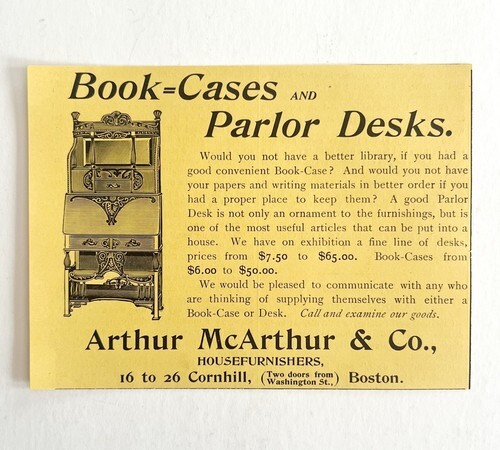 Book=Cases AND
Parlor Desks.
Would you not have a better library, if you had a
good convenient Book-Case? And would you not have
your papers and writing materials in better order if you
had a proper place to keep them? A good Parlor
Desk is not only an ornament to the furnishings, but is
one of the most useful articles that can be put into a
house. We have on exhibition a fine line of desks,
prices from $7.50 to $65.00. Book-Cases from
$6.00 to $50.00.
We would be pleased to communicate with any who
are thinking of supplying themselves with either a
Book-Case or Desk. Call and examine our goods.
Arthur McArthur & Co.,
HOUSEFURNISHERS,
16 to 26 Cornhill, (Two doors from Washington St.,) Boston.